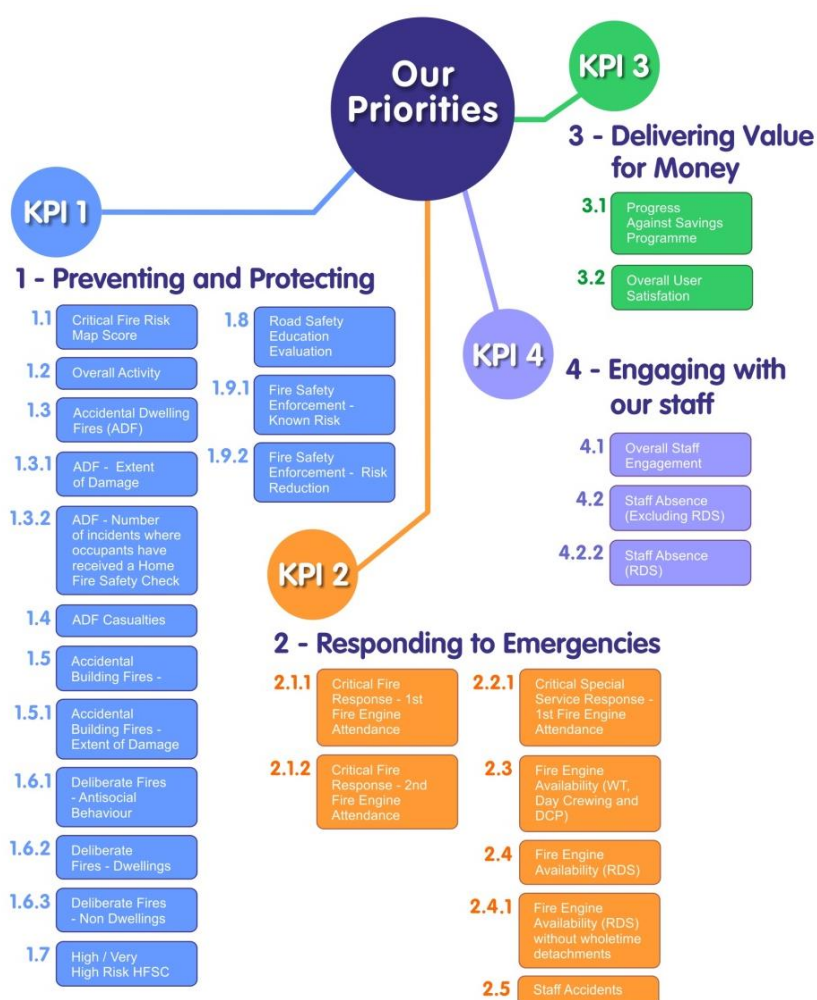 Our
Priorities
KPI 1
1 - Preventing and Protecting
1.1 Critical Fire Risk
Map Score
1.2 Overall Activity
1.3 Accidental Dwelling
Fires (ADF)
1.3.1 ADF - Extent
of Damage
1.3.2 ADF - Number
of incidents where
occupants have
received a Home
Fire Safety Check
1.4 ADF Casualties
1.5 Accidental
Building Fires -
1.5.1 Accidental
Building Fires -
Extent of Damage
1.6.1 Deliberate Fires
- Antisocial
Behaviour
1.6.2 Deliberate
Fires - Dwellings
1.6.3 Deliberate Fires
- Non Dwellings
1.7 High / Very
High Risk HFSC
1.8 Road Safety
Education
Evaluation
1.9.1 Fire Safety
Enforcement -
Known Risk
1.9.2 Fire Safety
Enforcement - Risk
Reduction
KPI 2
2 - Responding to Emergencies
2.1.1 Critical Fire
Response - 1st
Fire Engine
Attendance
2.1.2 Critical Fire
Response - 2nd
Fire Engine
Attendance
2.2.1 Critical Special
Service Response -
1st Fire Engine
Attendance
2.3 Fire Engine
Availability (WT,
Day Crewing and
DCP)
2.4 Fire Engine
Availability (RDS)
2.4.1 Fire Engine
Availability (RDS)
without wholetime
detachments
2.5 Staff Accidents
KPI 3
3 - Delivering Value
for Money
3.1 Progress
Against Savings
Programme
3.2 Overall User
Satisfation
KPI 4
4 - Engaging with
our staff
4.1 Overall Staff
Engagement
4.2 Staff Absence
(Excluding RDS)
4.2.2 Staff Absence
(RDS)